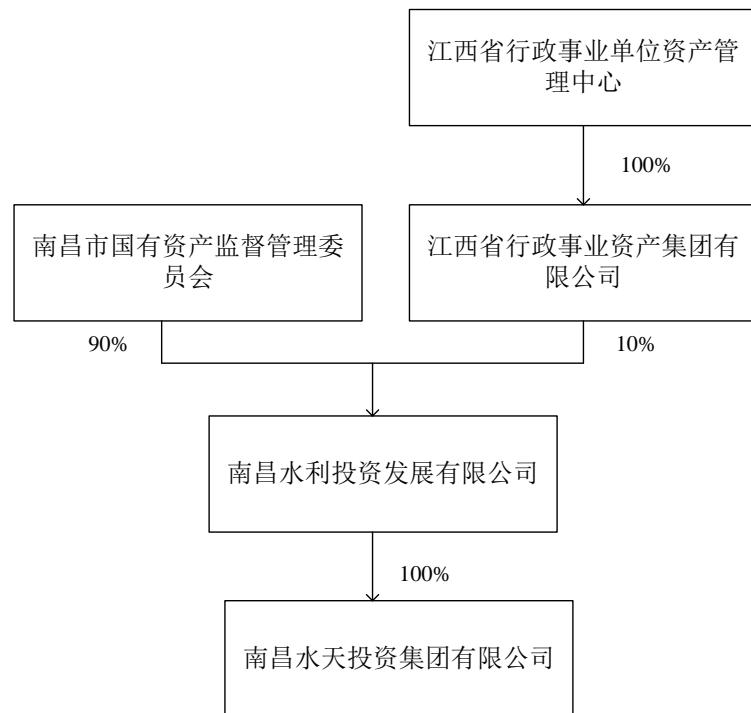 江西省行政事业单位资产管
理中心
100%
南昌市国有资产监督管理委
员会
江西省行政事业资产集团有
限公司
90%
10%
南昌水利投资发展有限公司
100%
南昌水天投资集团有限公司